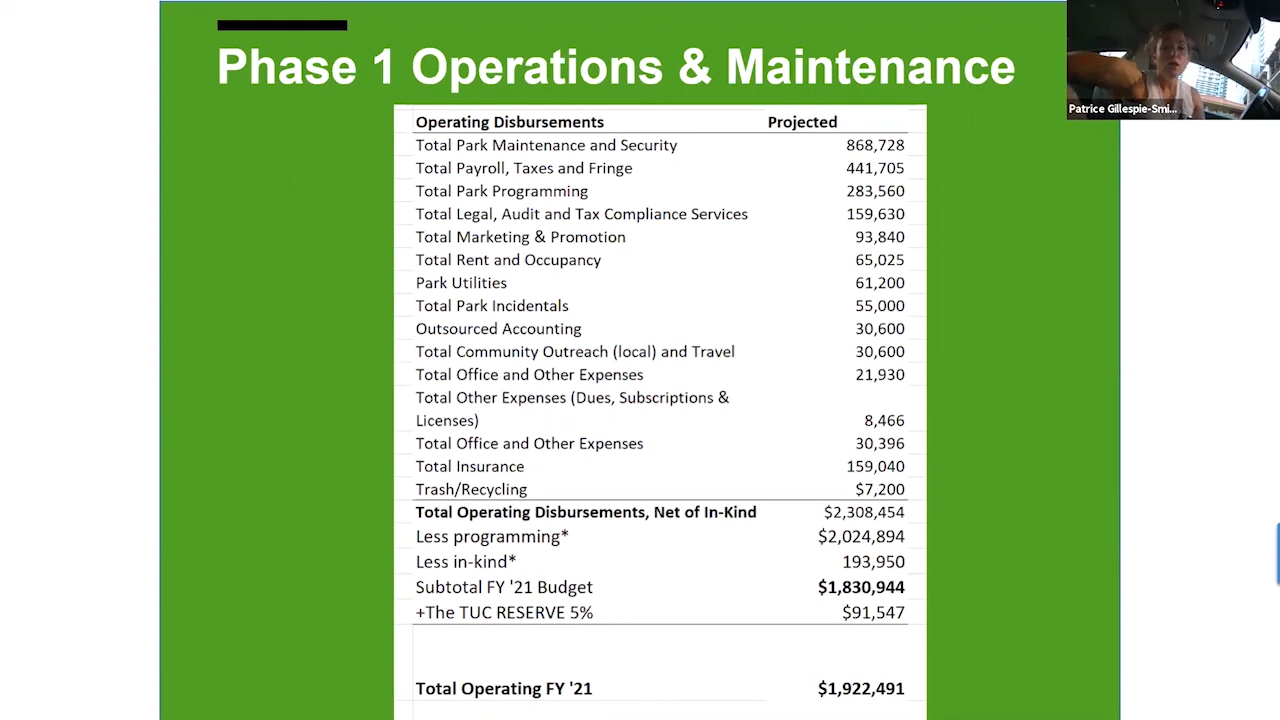 Phase 1 Operations & Maintenance
Patrice Gillespie-Smi...
Operating Disbursements Projected
Total Park Maintenance and Security 868,728
Total Payroll, Taxes and Fringe 441,705
Total Park Programming 283,560
Total Legal, Audit and Tax Compliance Services 159,630
Total Marketing & Promotion 93,840
Total Rent and Occupancy 65,025
Park Utilities 61,200
Total Park Incidentals 55,000
Outsourced Accounting 30,600
Total Community Outreach (local) and Travel 30,600
Total Office and Other Expenses 21,930
Total Other Expenses (Dues, Subscriptions &
Licenses) 8,466
Total Office and Other Expenses 30,396
Total Insurance 159,040
Trash/Recycling $7,200
Total Operating Disbursements, Net of In-Kind $2,308,454
Less programming* $2,024,894
Less in-kind* 193,950
Subtotal FY '21 Budget $1,830,944
+The TUC RESERVE 5% $91,547
Total Operating FY '21 $1,922,491